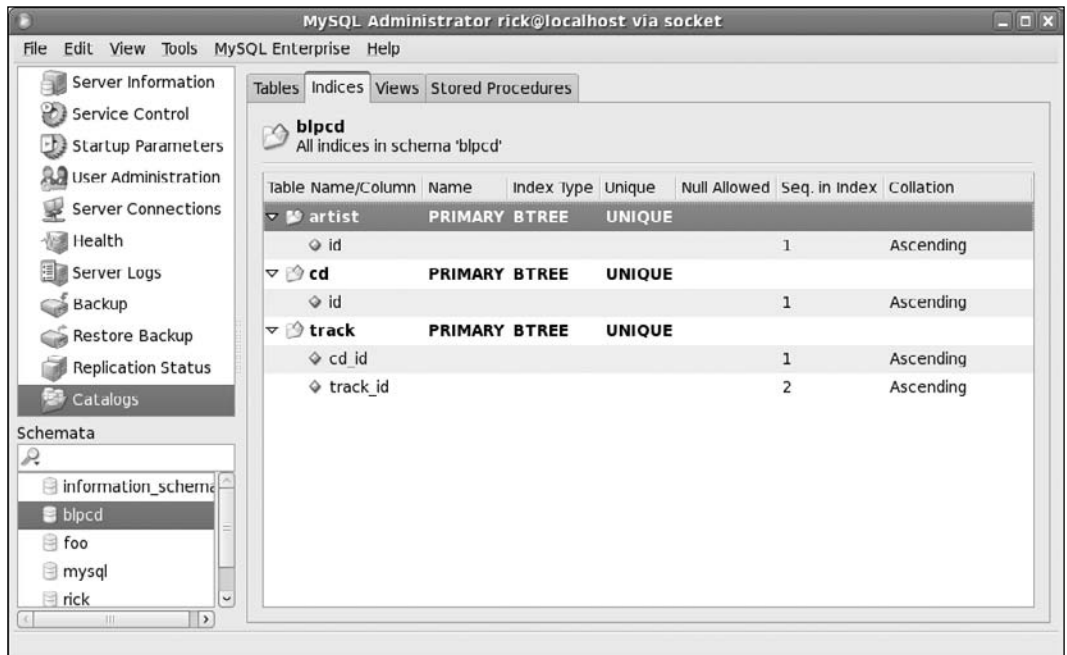 MySQL Administrator rick@localhost via socket
File Edit View Tools MySQL Enterprise Help
Server Information
Service Control
Startup Parameters
User Administration
Server Connections
Health
Server Logs
Backup
Restore Backup
Replication Status
Catalogs
Schemata
information_schema
blpcd
foo
mysql
rick
Tables Indices Views Stored Procedures
blpcd
All indices in schema 'blpcd'
Table Name/Column Name Index Type Unique Null Allowed Seq. in Index Collation
artist PRIMARY BTREE UNIQUE
id 1 Ascending
cd PRIMARY BTREE UNIQUE
id 1 Ascending
track PRIMARY BTREE UNIQUE
cd_id 1 Ascending
track_id 2 Ascending